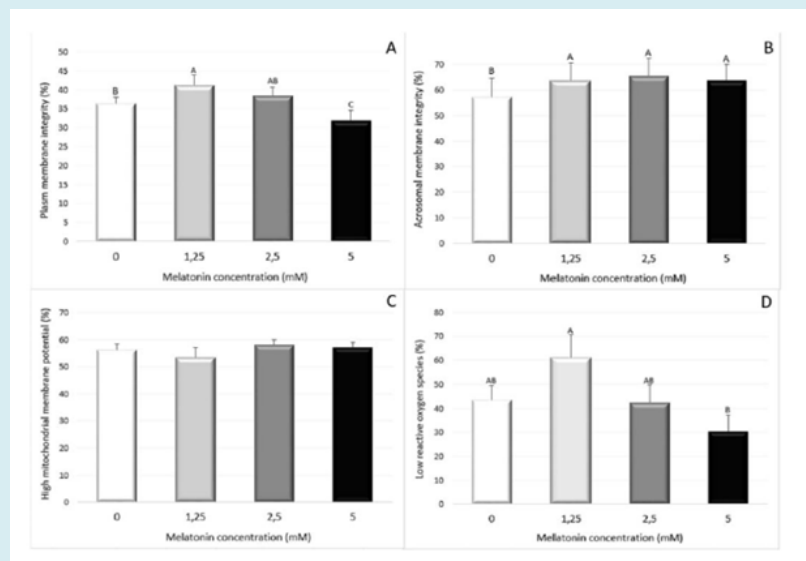 A
Plasm membrane integrity (%)
50
45
40
35
30
25
20
15
10
5
0
B
A
AB
C
0 1,25 2,5 5
Melatonin concentration (mM)
B
Acrosomal membrane integrity (%)
70
60
50
40
30
20
10
0
B
A
A
A
0 1,25 2,5 5
Melatonin concentration (mM)
C
High mitochondrial membrane potential (%)
70
60
50
40
30
20
10
0
0 1,25 2,5 5
Melatonin concentration (mM)
D
Low reactive oxygen species (%)
80
70
60
50
40
30
20
10
0
AB
A
AB
B
0 1,25 2,5 5
Melatonin concentration (mM)